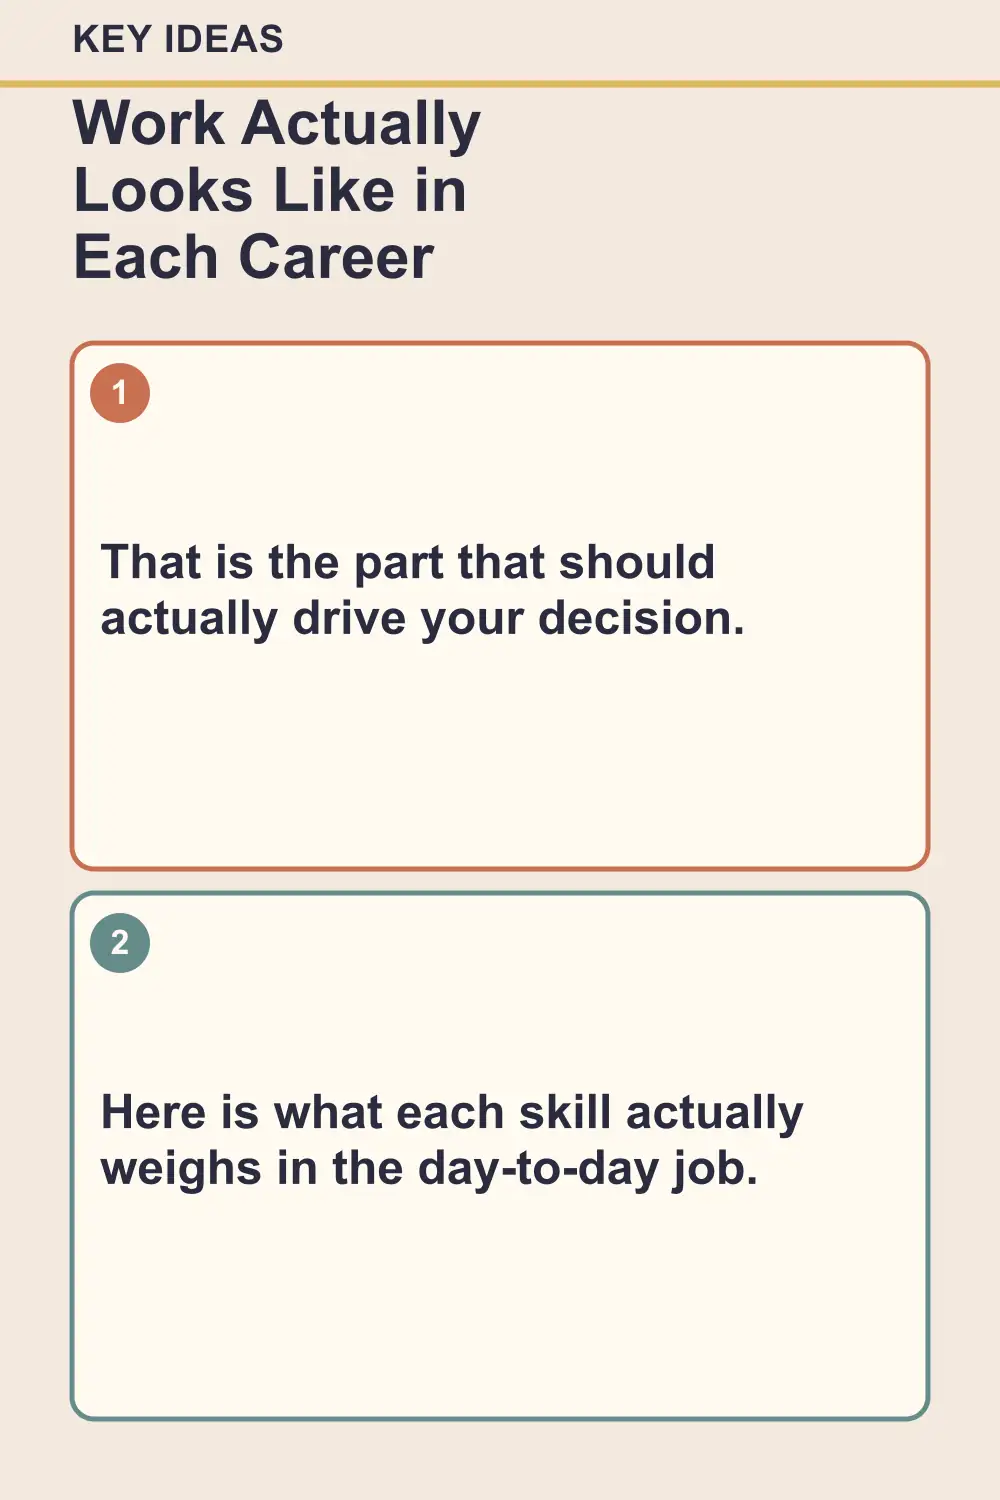 KEY IDEAS
Work Actually
Looks Like in
Each Career
1
That is the part that should
actually drive your decision.
2
Here is what each skill actually
weighs in the day-to-day job.